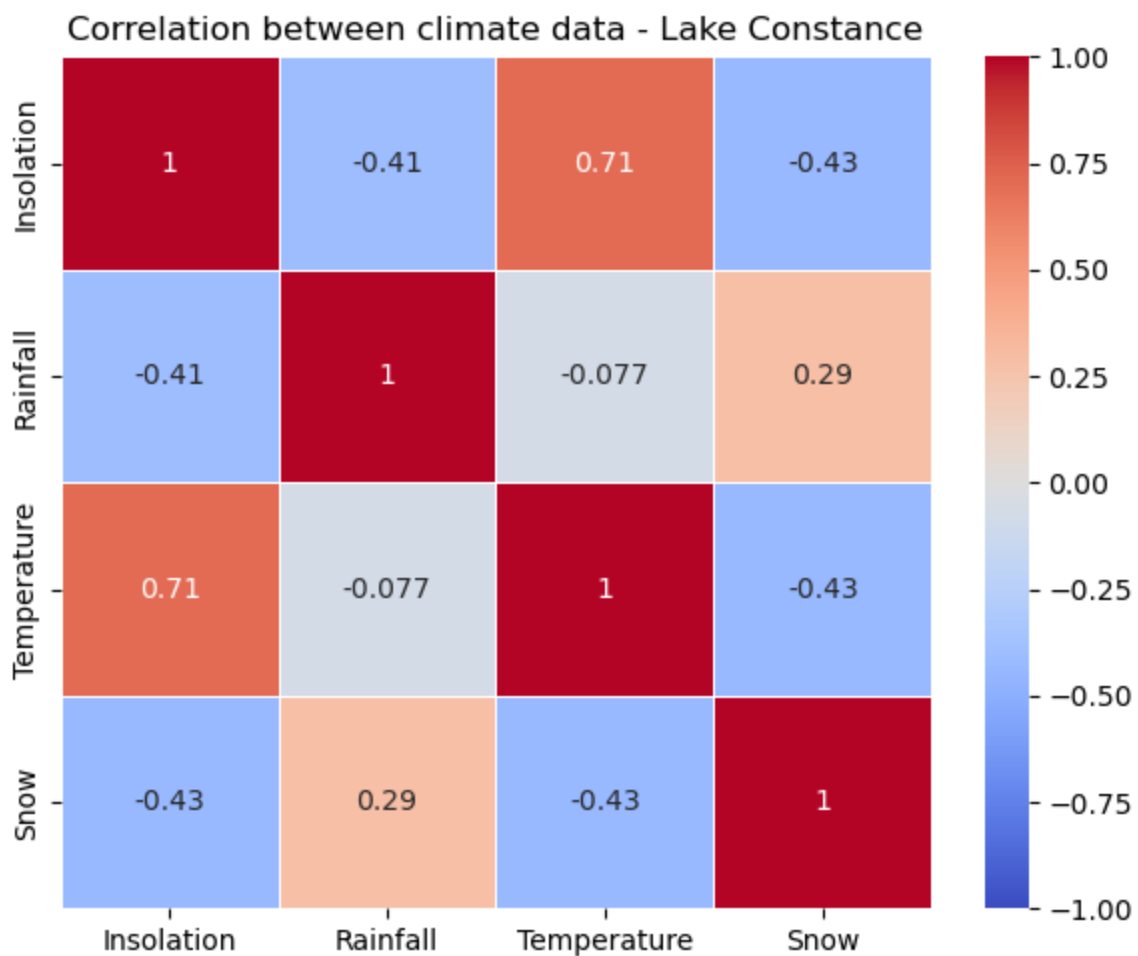 Correlation between climate data - Lake Constance
Insolation 1 -0.41 0.71 -0.43
Rainfall -0.41 1 -0.077 0.29
Temperature 0.71 -0.077 1 -0.43
Snow -0.43 0.29 -0.43 1
Insolation Rainfall Temperature Snow
1.00
0.75
0.50
0.25
0.00
−0.25
−0.50
−0.75
−1.00